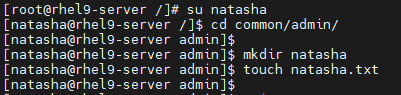 [root@rhel9-server /]# su natasha
[natasha@rhel9-server /]$ cd common/admin/
[natasha@rhel9-server admin]$
[natasha@rhel9-server admin]$ mkdir natasha
[natasha@rhel9-server admin]$ touch natasha.txt
[natasha@rhel9-server admin]$